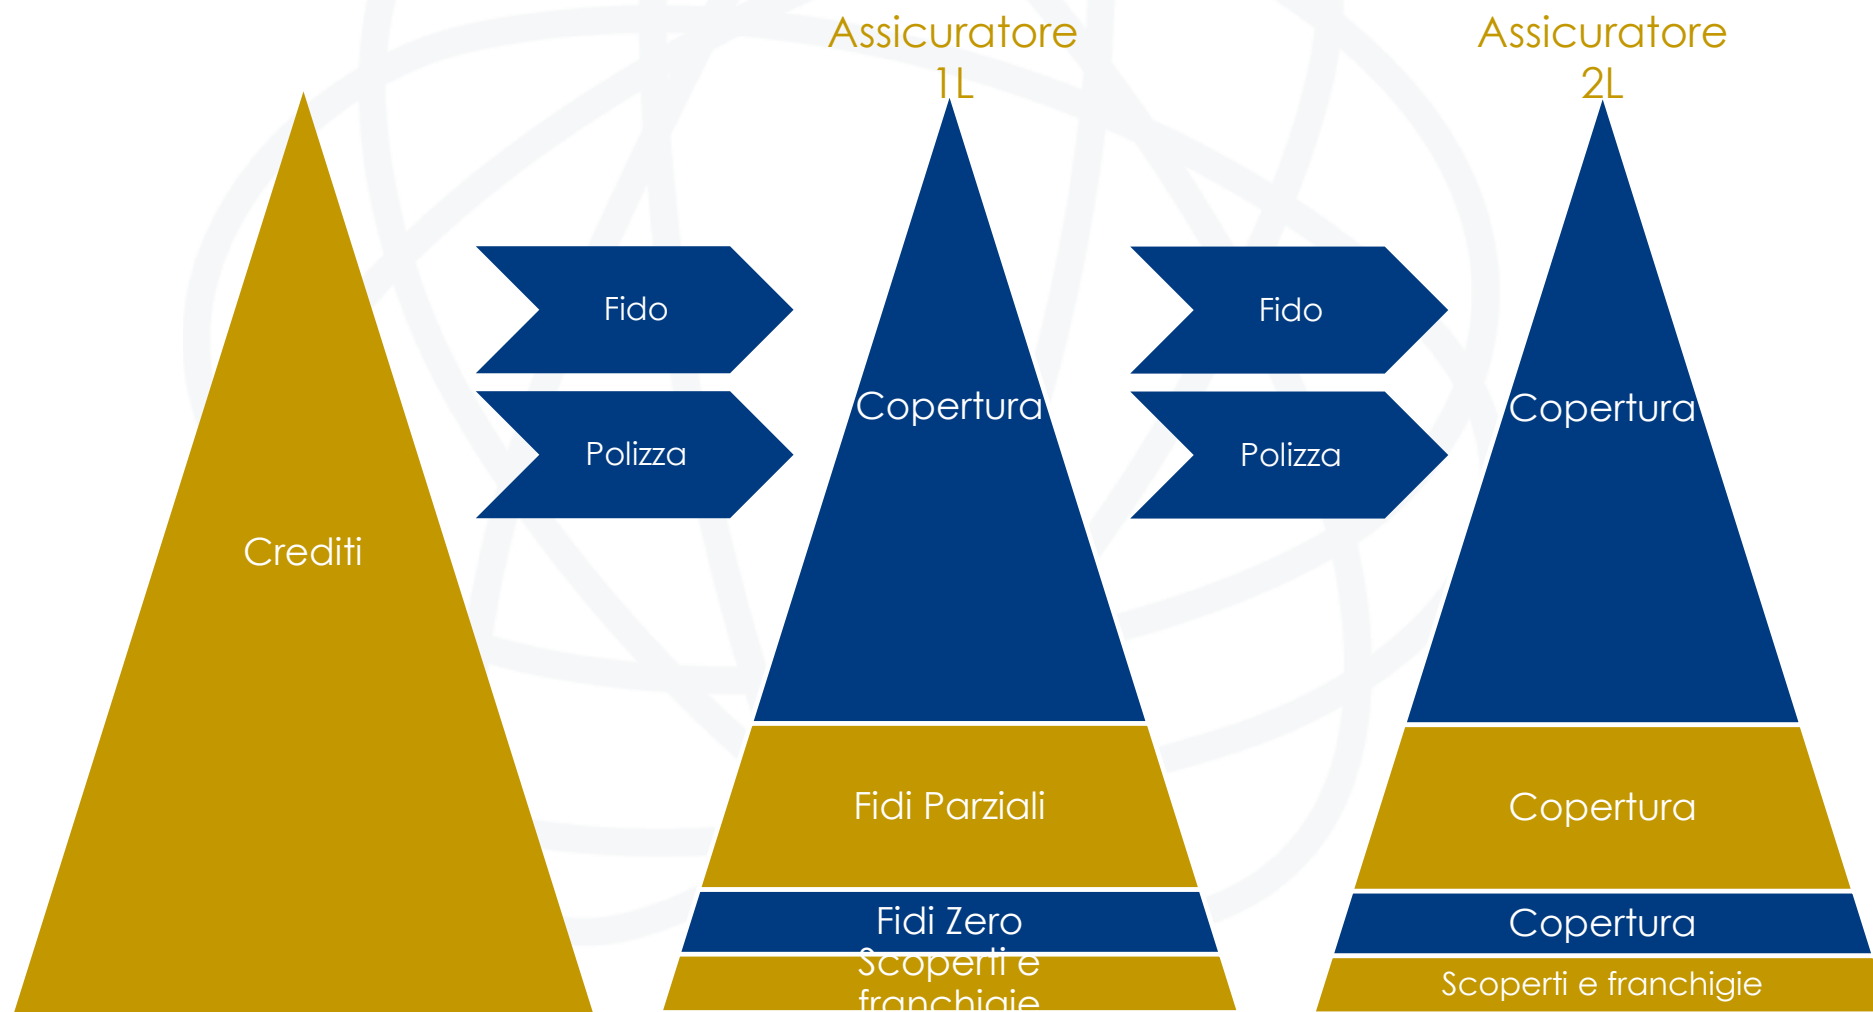 Assicuratore
1L
Assicuratore
2L
Crediti
Fido
Polizza
Copertura
Fidi Parziali
Fidi Zero
Scoperti e
franchigie
Fido
Polizza
Copertura
Copertura
Copertura
Scoperti e franchigie